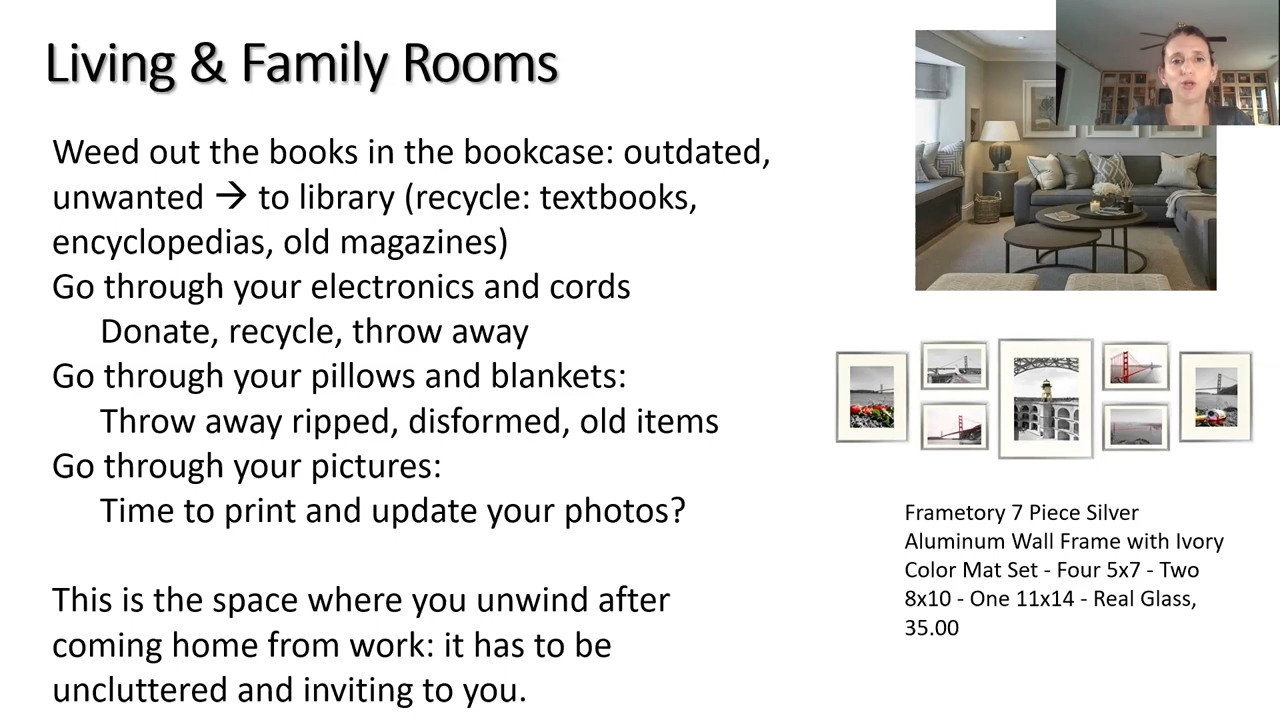 Living & Family Rooms
Weed out the books in the bookcase: outdated,
unwanted → to library (recycle: textbooks,
encyclopedias, old magazines)
Go through your electronics and cords
Donate, recycle, throw away
Go through your pillows and blankets:
Throw away ripped, disformed, old items
Go through your pictures:
Time to print and update your photos?
This is the space where you unwind after
coming home from work: it has to be
uncluttered and inviting to you.
Frametory 7 Piece Silver
Aluminum Wall Frame with Ivory
Color Mat Set - Four 5x7 - Two
8x10 - One 11x14 - Real Glass,
35.00